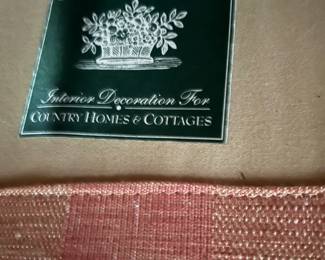 Interior Decoration For
COUNTRY HOMES & COTTAGES